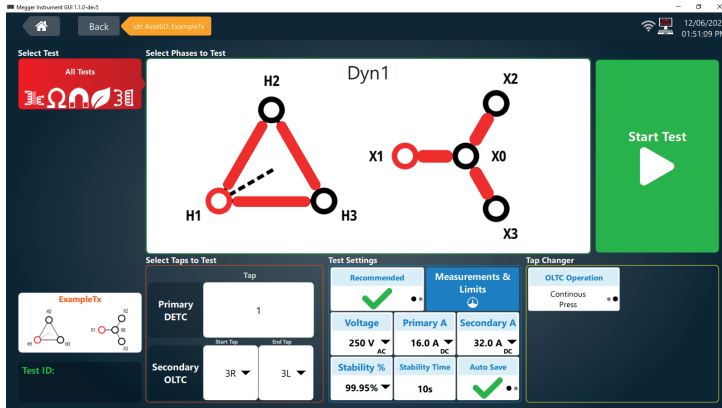 Megger Instrument GUI 1.1.0-dev5
Back
Edit AssetID: ExampleTx
12/06/202
01:51:09 PM
Select Test
Select Phases to Test
All Tests
Dyn1
H2
H1
H3
X2
X1
X0
X3
Start Test
Select Taps to Test
Test Settings
Tap Changer
Tap
Primary
DETC
1
Start Tap
End Tap
Secondary
OLTC
3R
3L
Recommended
Measurements &
Limits
Voltage
Primary A
Secondary A
250 V
AC
16.0 A
DC
32.0 A
DC
Stability %
Stability Time
Auto Save
99.95%
10s
OLTC Operation
Continous
Press
ExampleTx
H2
H1
H3
X2
X1
X0
X3
Test ID: